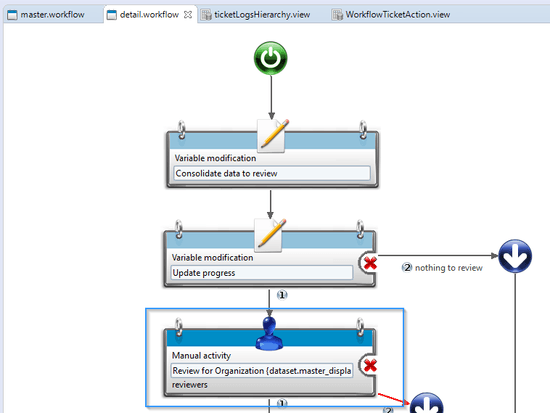 master.workflow
detail.workflow
ticketLogsHierarchy.view
WorkflowTicketAction.view
Variable modification
Consolidate data to review
Variable modification
Update progress
2 nothing to review
1
Manual activity
Review for Organization (dataset.master_displa
reviewers
1
2